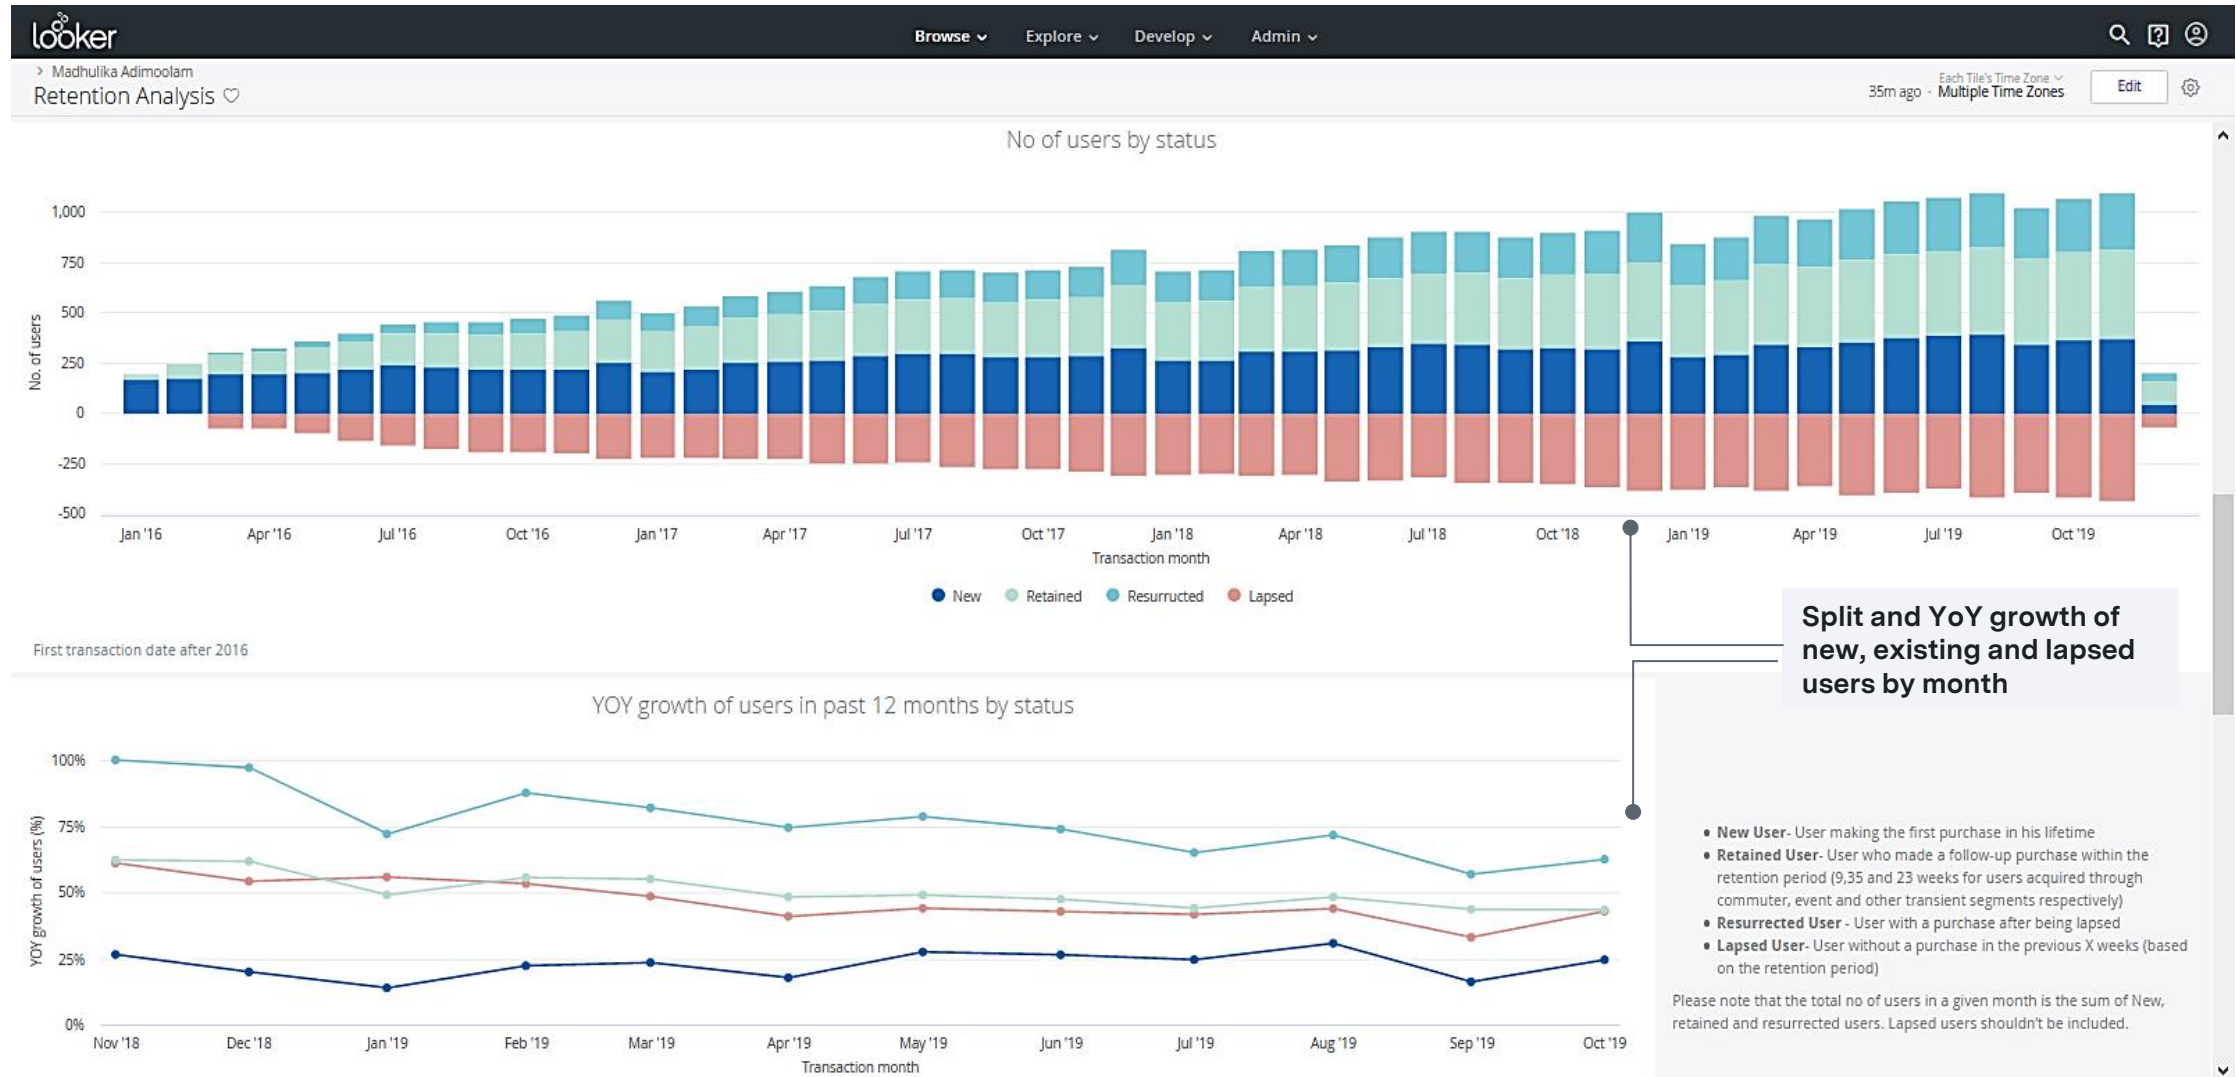 looker
Browse Explore Develop Admin
Madhulika Adimoolam
Retention Analysis
Each Tile's Time Zone
35m ago · Multiple Time Zones
Edit
No of users by status
No. of users
1,000
750
500
250
0
-250
-500
Jan '16 Apr '16 Jul '16 Oct '16 Jan '17 Apr '17 Jul '17 Oct '17 Jan '18 Apr '18 Jul '18 Oct '18 Jan '19 Apr '19 Jul '19 Oct '19
Transaction month
New Retained Resurructed Lapsed
First transaction date after 2016
Split and YoY growth of
new, existing and lapsed
users by month
YOY growth of users in past 12 months by status
YOY growth of users (%)
100%
75%
50%
25%
0%
Nov '18 Dec '18 Jan '19 Feb '19 Mar '19 Apr '19 May '19 Jun '19 Jul '19 Aug '19 Sep '19 Oct '19
Transaction month
• New User- User making the first purchase in his lifetime
• Retained User- User who made a follow-up purchase within the
retention period (9,35 and 23 weeks for users acquired through
commuter, event and other transient segments respectively)
• Resurrected User - User with a purchase after being lapsed
• Lapsed User- User without a purchase in the previous X weeks (based
on the retention period)
Please note that the total no of users in a given month is the sum of New,
retained and resurrected users. Lapsed users shouldn't be included.